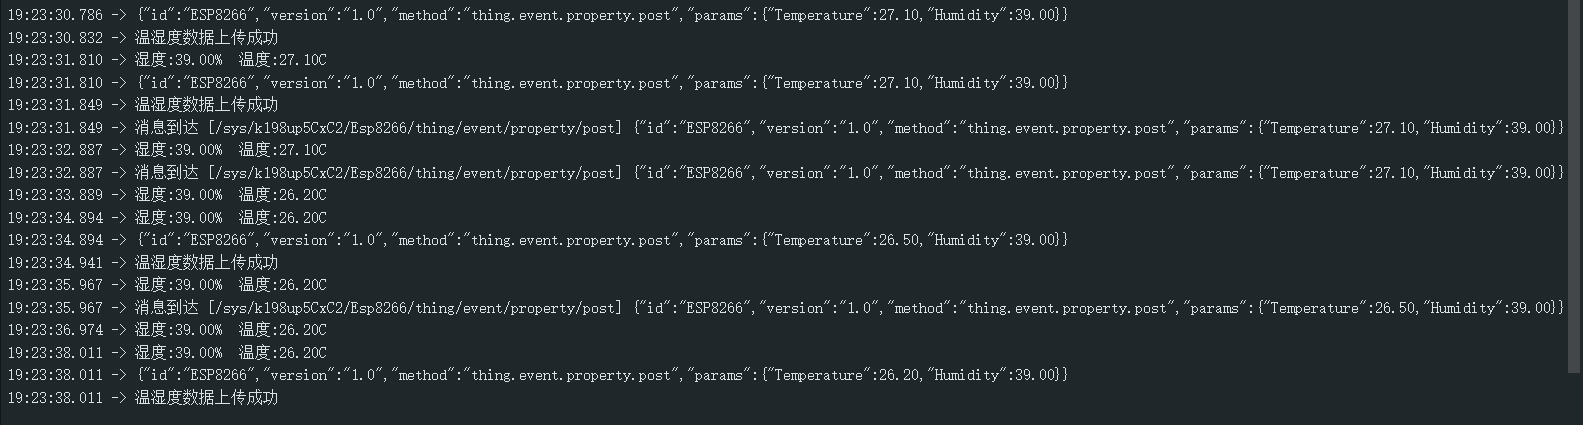 19:23:30.786 -> {"id":"ESP8266","version":"1.0","method":"thing.event.property.post","params":{"Temperature":27.10,"Humidity":39.00}}
19:23:30.832 -> 温湿度数据上传成功
19:23:31.810 -> 湿度:39.00%  温度:27.10C
19:23:31.810 -> {"id":"ESP8266","version":"1.0","method":"thing.event.property.post","params":{"Temperature":27.10,"Humidity":39.00}}
19:23:31.849 -> 温湿度数据上传成功
19:23:31.849 -> 消息到达 [/sys/k198up5CxC2/Esp8266/thing/event/property/post] {"id":"ESP8266","version":"1.0","method":"thing.event.property.post","params":{"Temperature":27.10,"Humidity":39.00}}
19:23:32.887 -> 湿度:39.00%  温度:27.10C
19:23:32.887 -> 消息到达 [/sys/k198up5CxC2/Esp8266/thing/event/property/post] {"id":"ESP8266","version":"1.0","method":"thing.event.property.post","params":{"Temperature":27.10,"Humidity":39.00}}
19:23:33.889 -> 湿度:39.00%  温度:26.20C
19:23:34.894 -> 湿度:39.00%  温度:26.20C
19:23:34.894 -> {"id":"ESP8266","version":"1.0","method":"thing.event.property.post","params":{"Temperature":26.50,"Humidity":39.00}}
19:23:34.941 -> 温湿度数据上传成功
19:23:35.967 -> 湿度:39.00%  温度:26.20C
19:23:35.967 -> 消息到达 [/sys/k198up5CxC2/Esp8266/thing/event/property/post] {"id":"ESP8266","version":"1.0","method":"thing.event.property.post","params":{"Temperature":26.50,"Humidity":39.00}}
19:23:36.974 -> 湿度:39.00%  温度:26.20C
19:23:38.011 -> 湿度:39.00%  温度:26.20C
19:23:38.011 -> {"id":"ESP8266","version":"1.0","method":"thing.event.property.post","params":{"Temperature":26.20,"Humidity":39.00}}
19:23:38.011 -> 温湿度数据上传成功